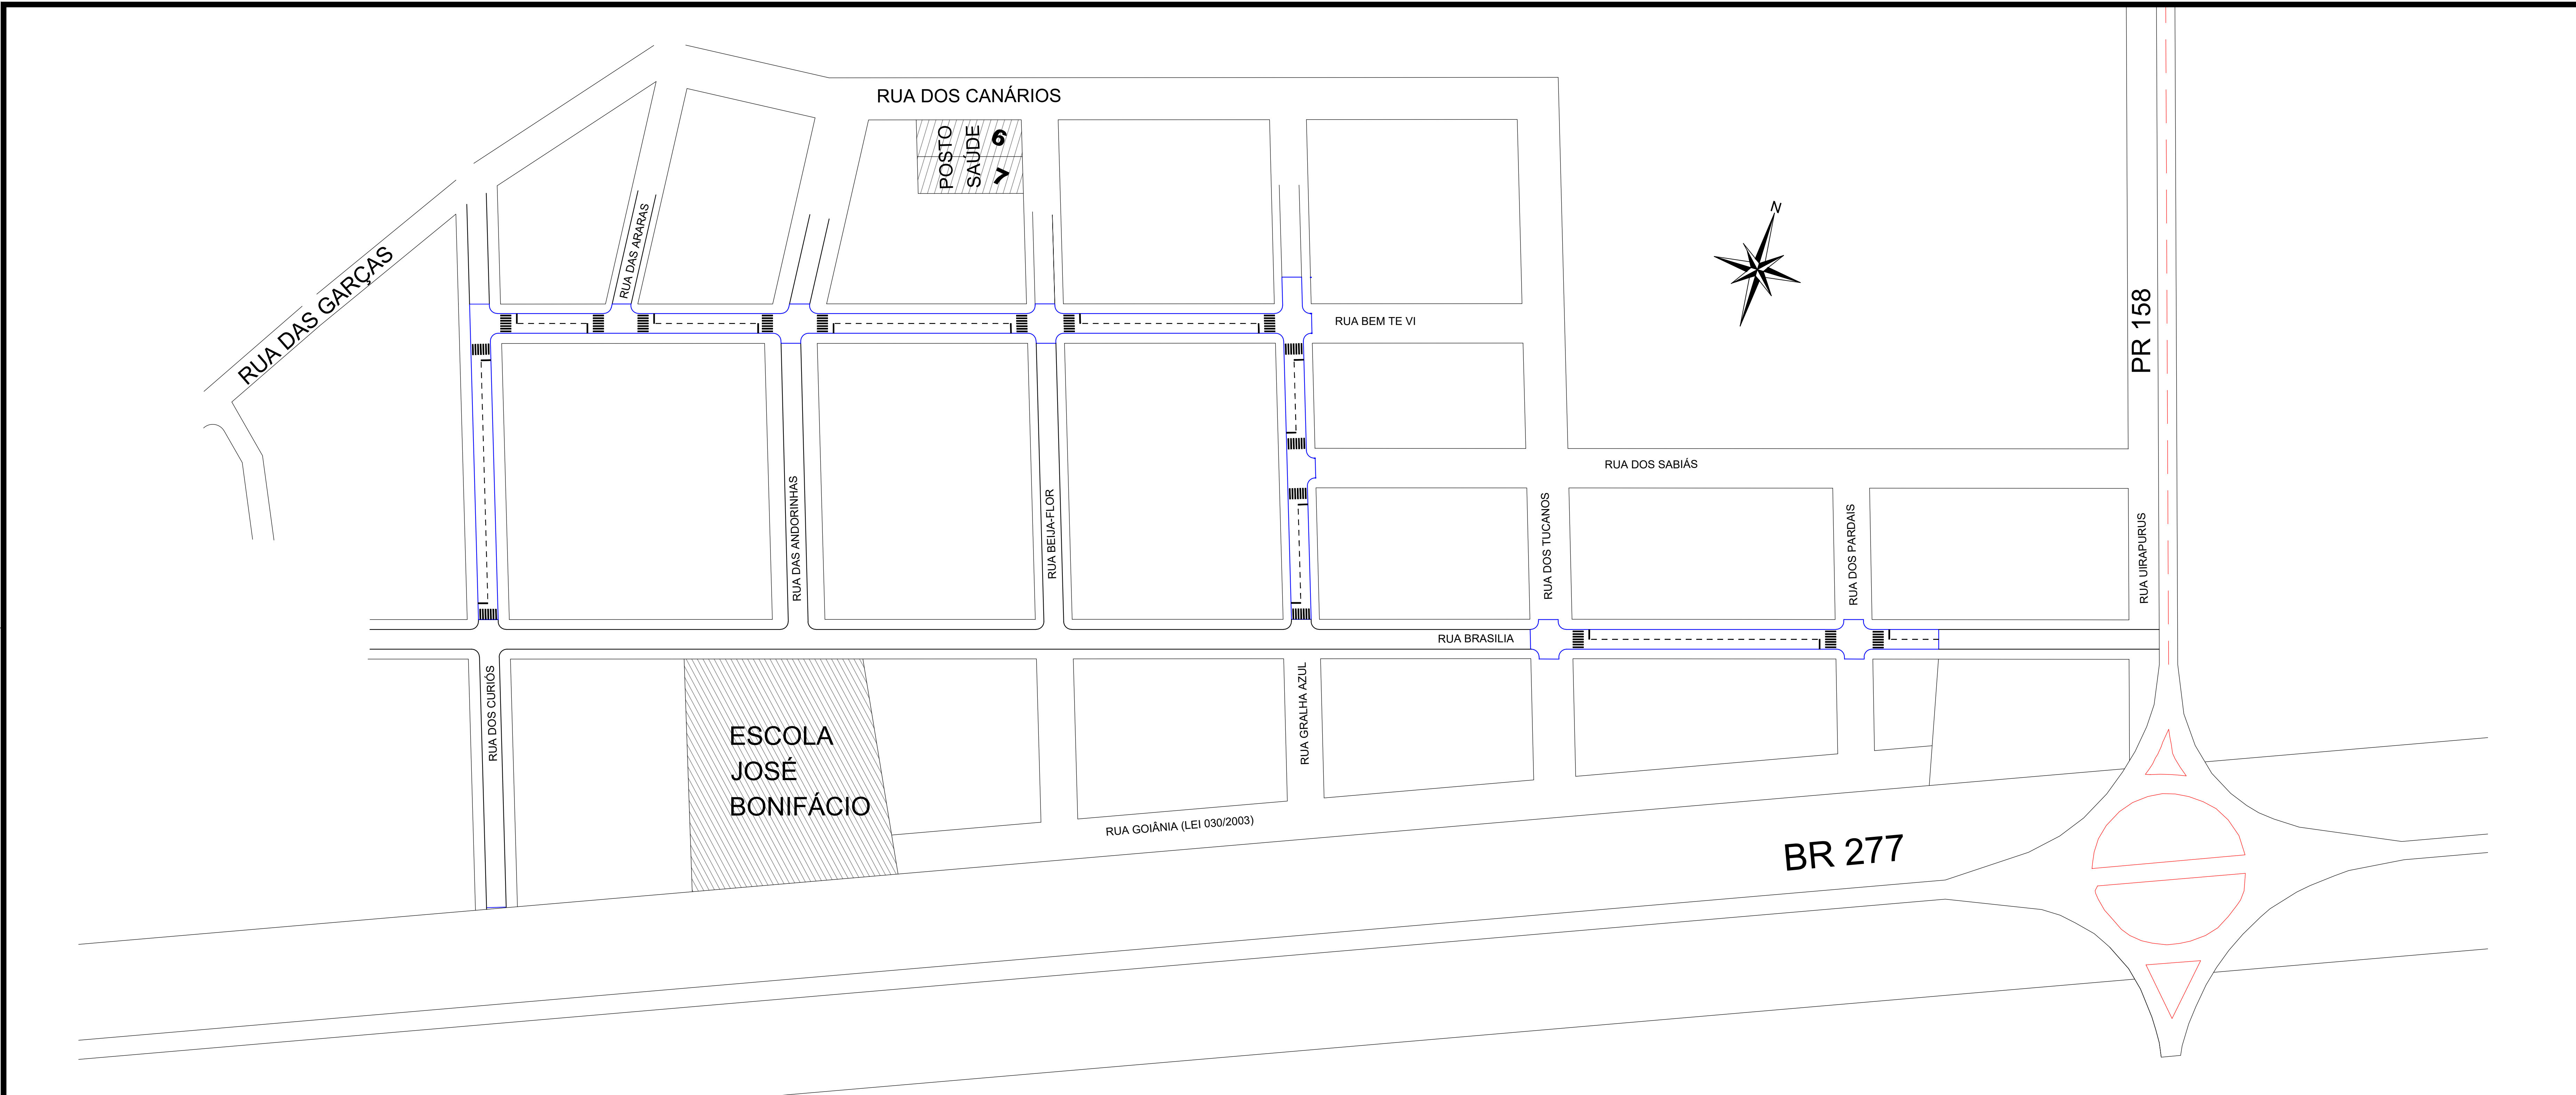 RUA DOS CANÁRIOS
POSTO
SAÚDE
6
7
N
RUA DAS ARARAS
RUA DAS GARÇAS
RUA BEM TE VI
PR 158
RUA DOS SABIÁS
RUA DAS ANDORINHAS
RUA BEIJA-FLOR
RUA DOS TUCANOS
RUA DOS PARDAIS
RUA UIRAPURUS
RUA BRASILIA
RUA DOS CURIÓS
RUA GRALHA AZUL
ESCOLA
JOSÉ
BONIFÁCIO
RUA GOIÂNIA (LEI 030/2003)
BR 277